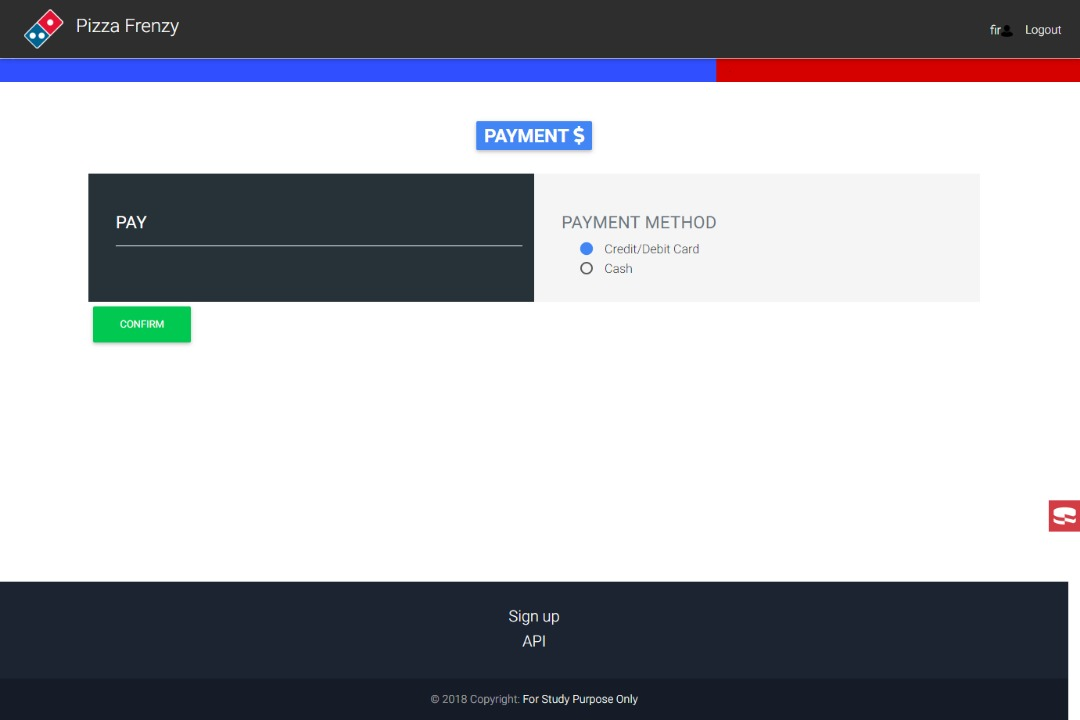 Pizza Frenzy
fir Logout
PAYMENT $
PAY
PAYMENT METHOD
Credit/Debit Card
Cash
CONFIRM
Sign up
API
© 2018 Copyright: For Study Purpose Only